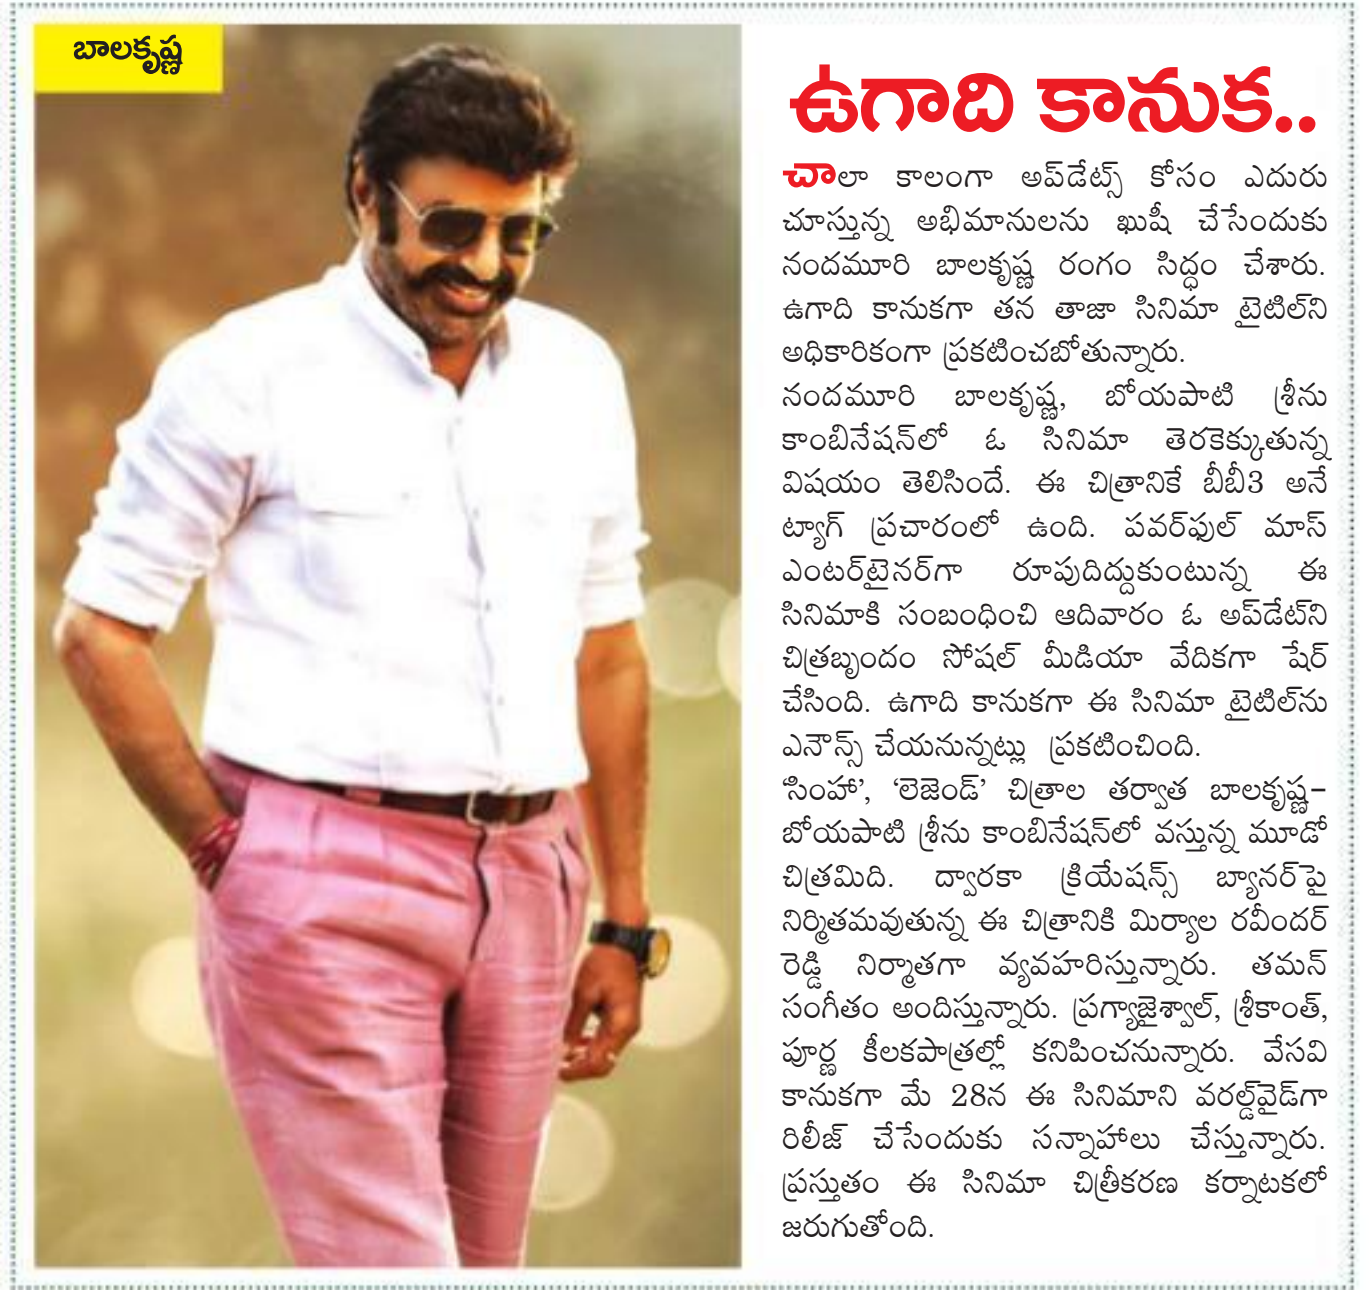 బాలకృష్ణ
ఉగాది కానుక..
చాలా కాలంగా అప్‌డేట్స్ కోసం ఎదురు
చూస్తున్న అభిమానులను ఖుషీ చేసేందుకు
నందమూరి బాలకృష్ణ రంగం సిద్ధం చేశారు.
ఉగాది కానుకగా తన తాజా సినిమా టైటిల్‌ని
అధికారికంగా ప్రకటించబోతున్నారు.
నందమూరి బాలకృష్ణ, బోయపాటి శ్రీను
కాంబినేషన్‌లో ఓ సినిమా తెరకెక్కుతున్న
విషయం తెలిసిందే. ఈ చిత్రానికే బీబీ3 అనే
ట్యాగ్ ప్రచారంలో ఉంది. పవర్‌ఫుల్ మాస్
ఎంటర్‌టైనర్‌గా రూపుదిద్దుకుంటున్న ఈ
సినిమాకి సంబంధించి ఆదివారం ఓ అప్‌డేట్‌ని
చిత్రబృందం సోషల్ మీడియా వేదికగా షేర్
చేసింది. ఉగాది కానుకగా ఈ సినిమా టైటిల్‌ను
ఎనౌన్స్ చేయనున్నట్లు ప్రకటించింది.
'సింహా', 'లెజెండ్' చిత్రాల తర్వాత బాలకృష్ణ-
బోయపాటి శ్రీను కాంబినేషన్‌లో వస్తున్న మూడో
చిత్రమిది. ద్వారకా క్రియేషన్స్ బ్యానర్‌పై
నిర్మితమవుతున్న ఈ చిత్రానికి మిర్యాల రవీందర్
రెడ్డి నిర్మాతగా వ్యవహరిస్తున్నారు. తమన్
సంగీతం అందిస్తున్నారు. ప్రగ్యాజైశ్వాల్, శ్రీకాంత్,
పూర్ణ కీలకపాత్రల్లో కనిపించనున్నారు. వేసవి
కానుకగా మే 28న ఈ సినిమాని వరల్డ్‌వైడ్‌గా
రిలీజ్ చేసేందుకు సన్నాహాలు చేస్తున్నారు.
ప్రస్తుతం ఈ సినిమా చిత్రీకరణ కర్నాటకలో
జరుగుతోంది.